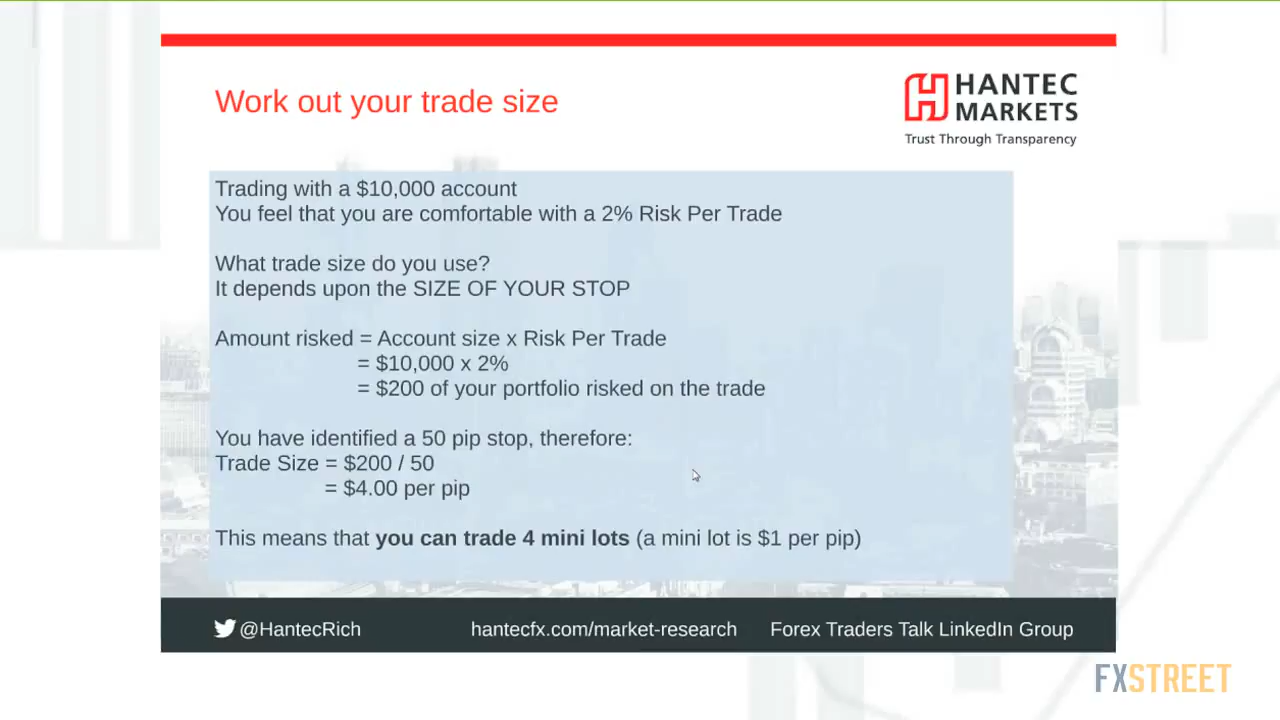 Work out your trade size
HANTEC
MARKETS
Trust Through Transparency
Trading with a $10,000 account
You feel that you are comfortable with a 2% Risk Per Trade
What trade size do you use?
It depends upon the SIZE OF YOUR STOP
Amount risked = Account size x Risk Per Trade
= $10,000 x 2%
= $200 of your portfolio risked on the trade
You have identified a 50 pip stop, therefore:
Trade Size = $200 / 50
= $4.00 per pip
This means that you can trade 4 mini lots (a mini lot is $1 per pip)
@HantecRich
hantecfx.com/market-research
Forex Traders Talk LinkedIn Group
FXSTREET